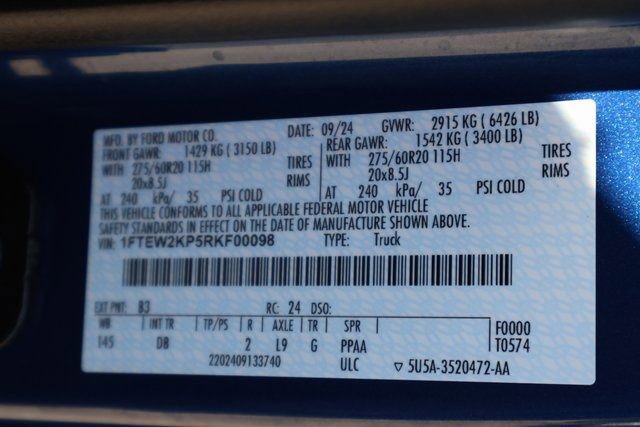 MFD. BY FORD MOTOR CO. DATE: 09/24 GVWR: 2915 KG ( 6426 LB)
FRONT GAWR: 1429 KG ( 3150 LB) REAR GAWR: 1542 KG ( 3400 LB)
WITH 275/60R20 115H TIRES WITH 275/60R20 115H TIRES
20x8.5J RIMS 20x8.5J RIMS
AT 240 kPa/ 35 PSI COLD AT 240 kPa/ 35 PSI COLD
THIS VEHICLE CONFORMS TO ALL APPLICABLE FEDERAL MOTOR VEHICLE
SAFETY STANDARDS IN EFFECT ON THE DATE OF MANUFACTURE SHOWN ABOVE.
VIN: 1FTEW2KP5RKF00098 TYPE: Truck
EXT PNT: B3 RC: 24 DSO:
WB INT TR TP/PS R AXLE TR SPR F0000
145 DB 2 L9 G PPAA T0574
2202409133740 ULC ▽ 5U5A-3520472-AA